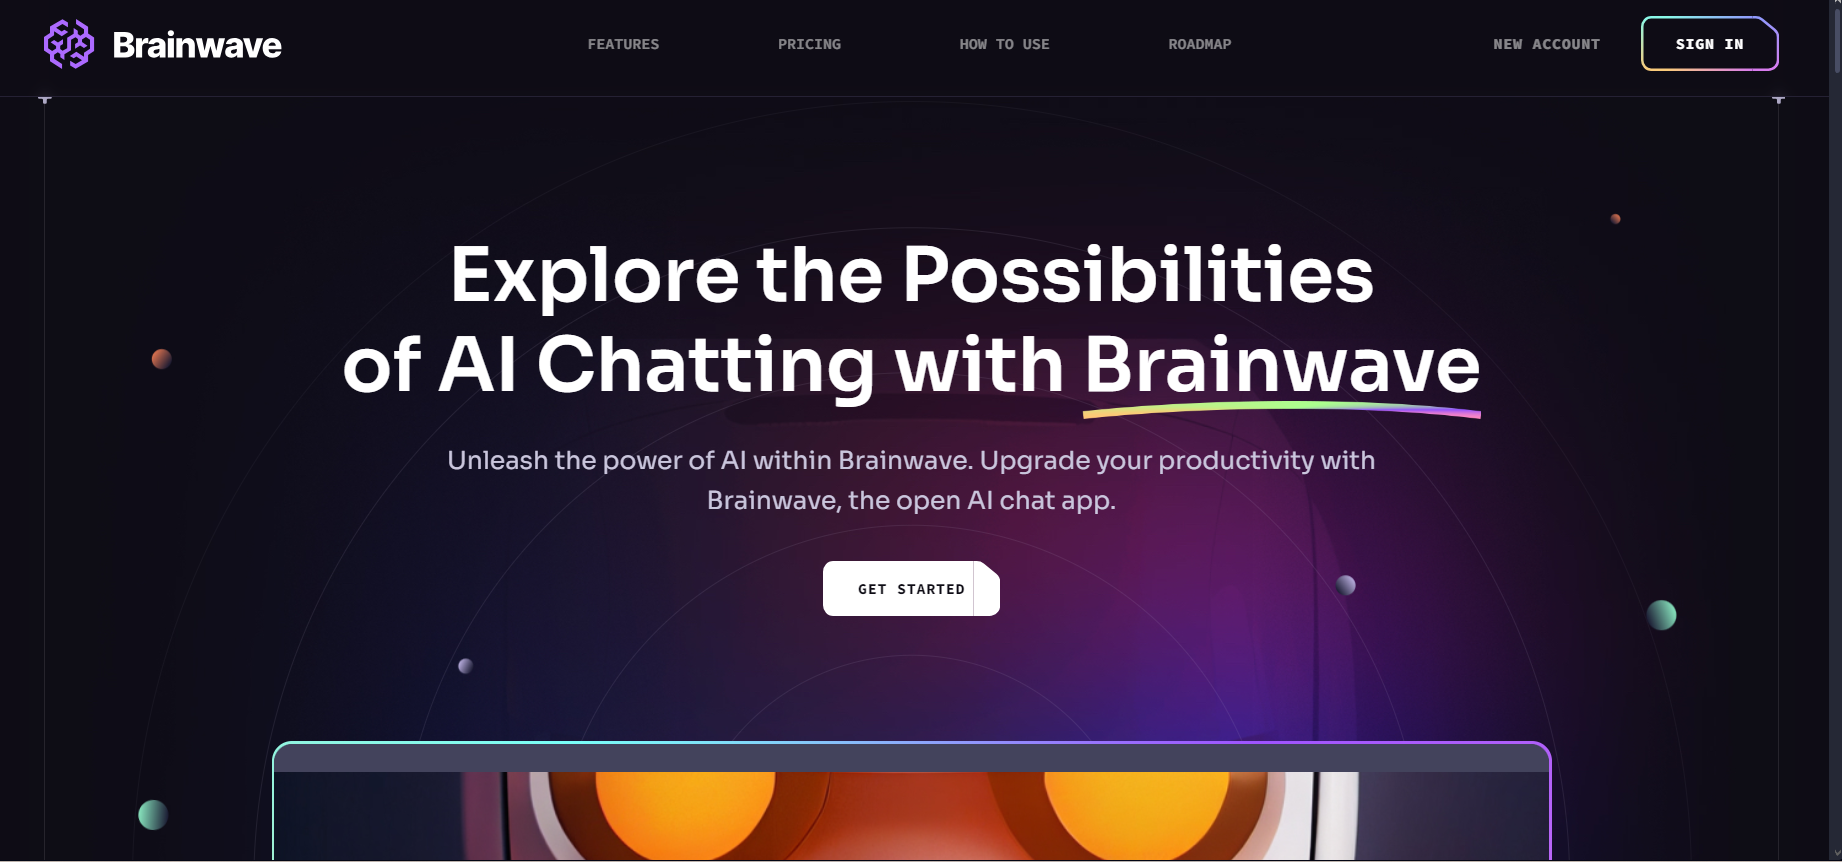 Brainwave
FEATURES
PRICING
HOW TO USE
ROADMAP
NEW ACCOUNT
SIGN IN
Explore the Possibilities
of AI Chatting with Brainwave
Unleash the power of AI within Brainwave. Upgrade your productivity with
Brainwave, the open AI chat app.
GET STARTED